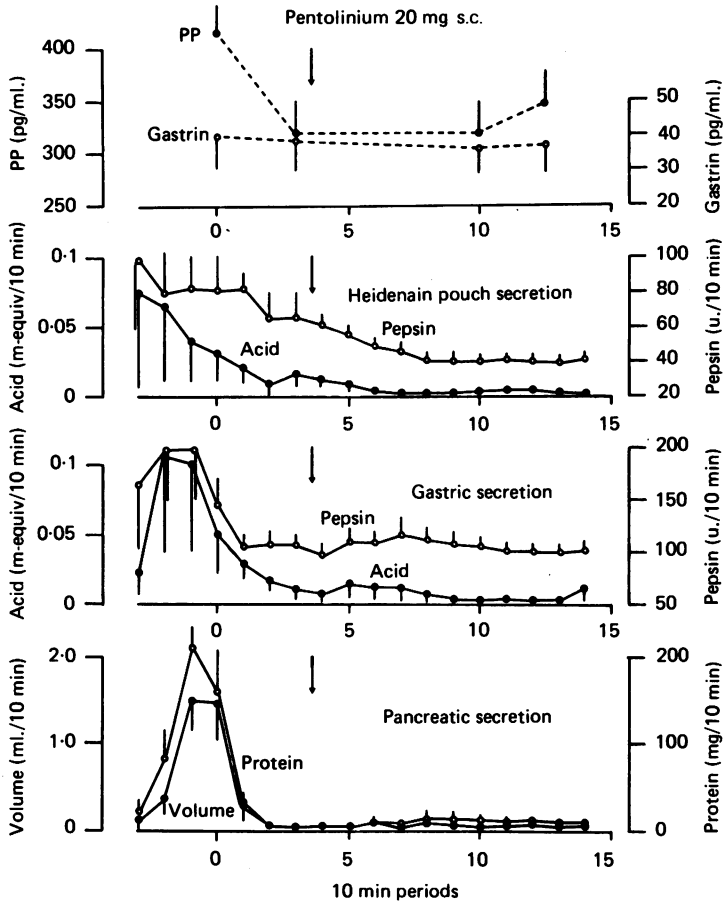 Pentolinium 20 mg s.c.
PP
400
350
300
250
PP (pg/ml.)
Gastrin
50
40
30
20
Gastrin (pg/ml.)
0 5 10 15
0·1
0·05
0
Acid (m-equiv/10 min)
Heidenain pouch secretion
Pepsin
Acid
100
80
60
40
20
Pepsin (u./10 min)
0 5 10 15
0·1
0·05
0
Acid (m-equiv/10 min)
Gastric secretion
Pepsin
Acid
200
150
100
50
Pepsin (u./10 min)
0 5 10 15
2·0
1·0
0
Volume (ml./10 min)
Pancreatic secretion
Protein
Volume
200
100
0
Protein (mg/10 min)
0 5 10 15
10 min periods